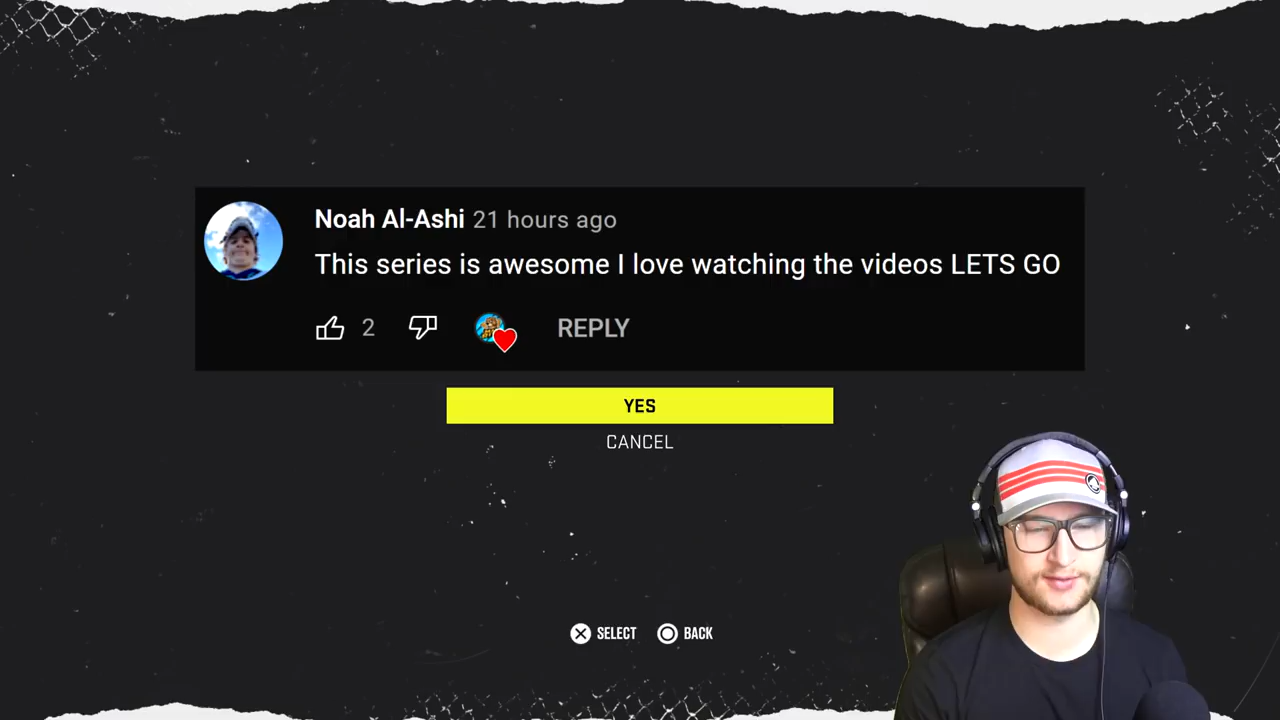 Noah Al-Ashi 21 hours ago
This series is awesome I love watching the videos LETS GO
2 REPLY
YES
CANCEL
SELECT BACK